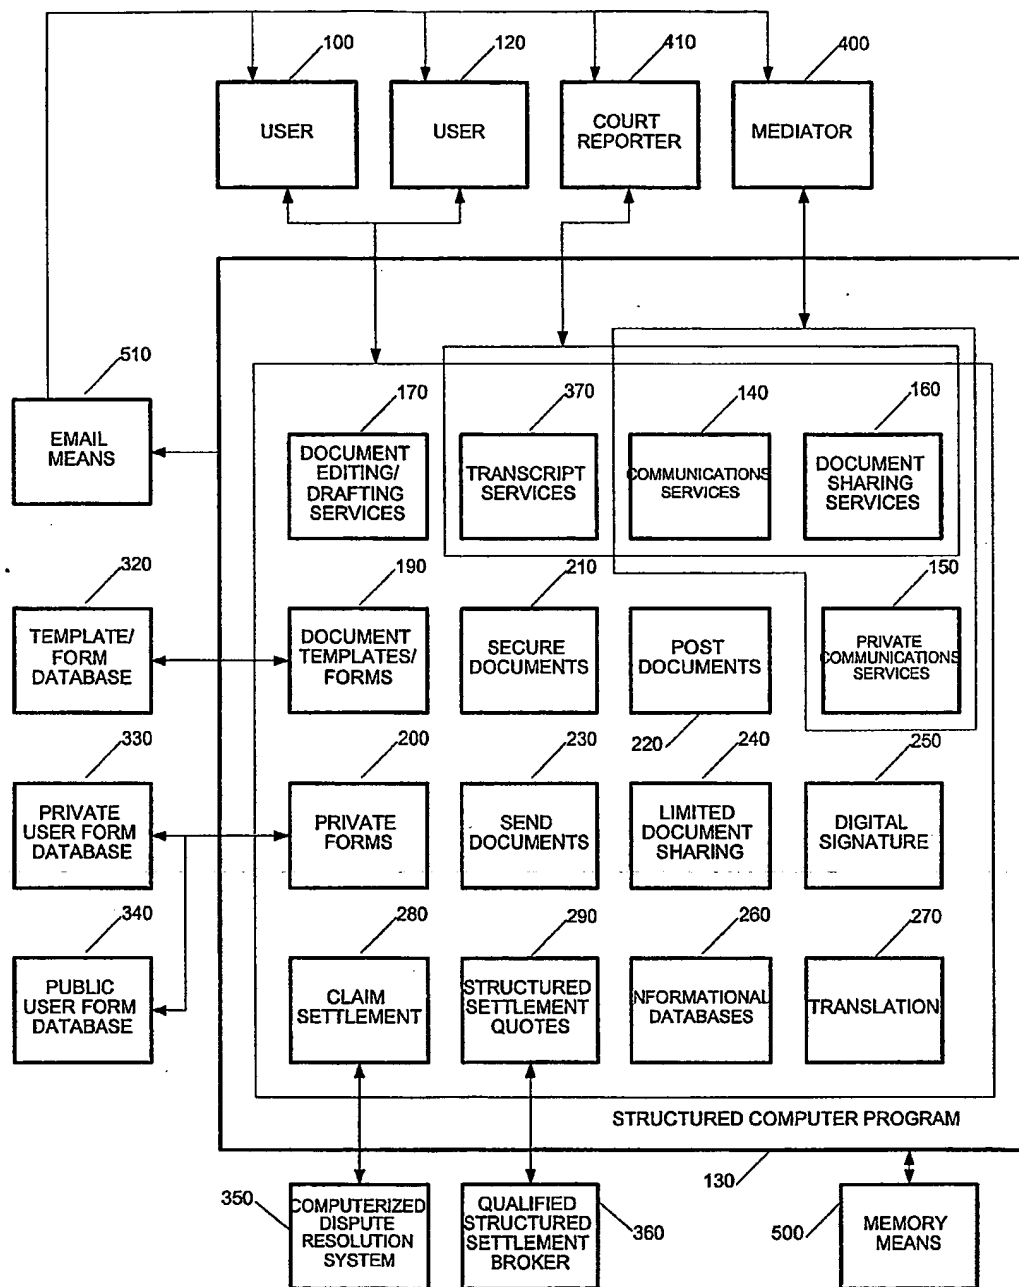 100
120
410
400
USER
USER
COURT
REPORTER
MEDIATOR
510
EMAIL
MEANS
170
370
140
160
DOCUMENT
EDITING/
DRAFTING
SERVICES
TRANSCRIPT
SERVICES
COMMUNICATIONS
SERVICES
DOCUMENT
SHARING
SERVICES
320
190
210
150
TEMPLATE/
FORM
DATABASE
DOCUMENT
TEMPLATES/
FORMS
SECURE
DOCUMENTS
POST
DOCUMENTS
PRIVATE
COMMUNICATIONS
SERVICES
330
200
230
220
240
250
PRIVATE
USER FORM
DATABASE
PRIVATE
FORMS
SEND
DOCUMENTS
LIMITED
DOCUMENT
SHARING
DIGITAL
SIGNATURE
340
280
290
260
270
PUBLIC
USER FORM
DATABASE
CLAIM
SETTLEMENT
STRUCTURED
SETTLEMENT
QUOTES
NFORMATIONAL
DATABASES
TRANSLATION
STRUCTURED COMPUTER PROGRAM
350
360
130
500
COMPUTERIZED
DISPUTE
RESOLUTION
SYSTEM
QUALIFIED
STRUCTURED
SETTLEMENT
BROKER
MEMORY
MEANS